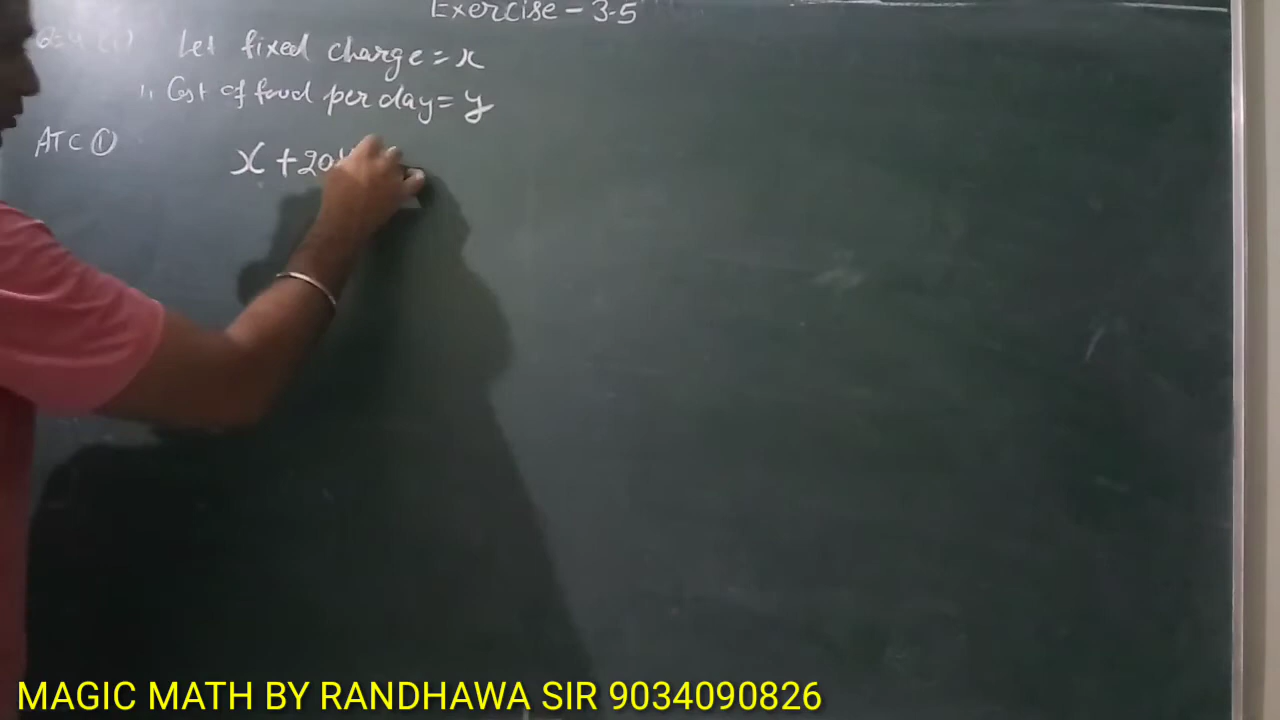 Exercise - 3.5
Q=4 (i) Let fixed charge = x
,, Cost of food per day = y
ATC ①
x + 20y
MAGIC MATH BY RANDHAWA SIR 9034090826